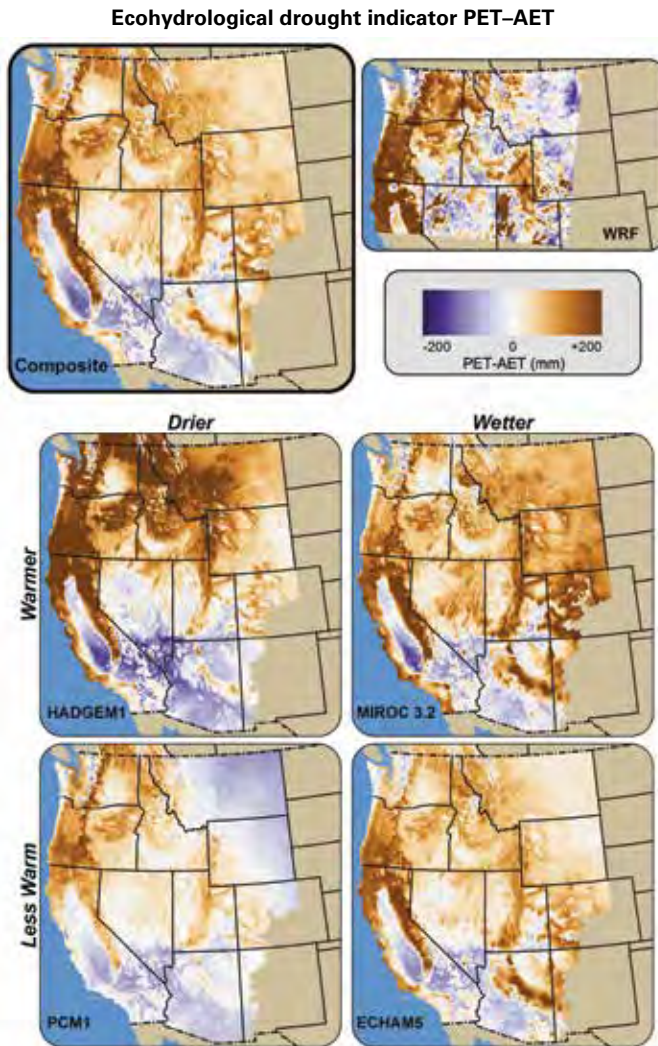 Ecohydrological drought indicator PET–AET
Composite
WRF
-200 0 +200
PET-AET (mm)
Drier Wetter
Warmer
HADGEM1
MIROC 3.2
Less Warm
PCM1
ECHAM5